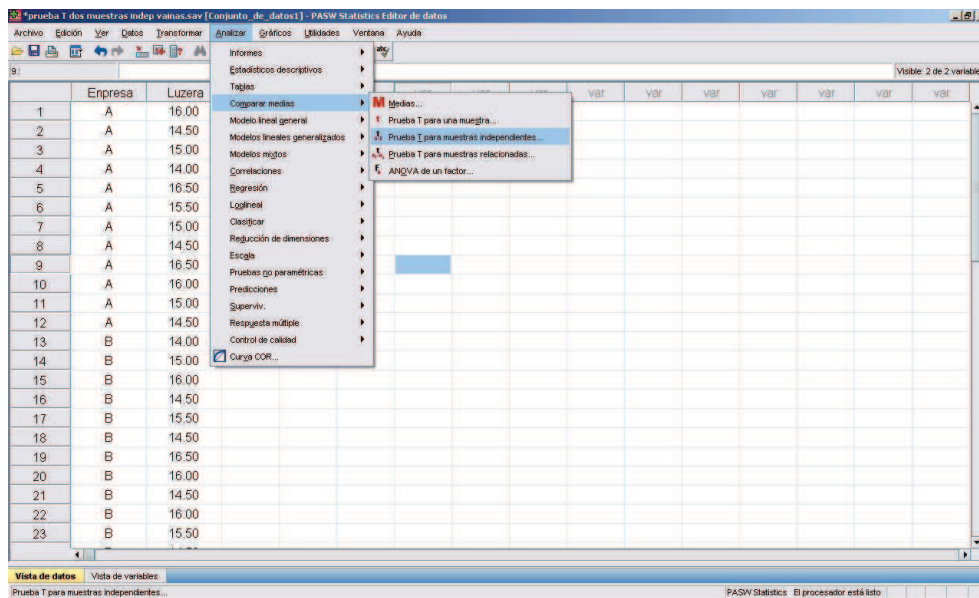 *prueba T dos muestras indep vainas.sav [Conjunto_de_datos1] - PASW Statistics Editor de datos
Archivo Edición Ver Datos Transformar Analizar Gráficos Utilidades Ventana Ayuda
9:
Visible: 2 de 2 variable
Enpresa Luzera var var var var var var var
1 A 16.00
2 A 14.50
3 A 15.00
4 A 14.00
5 A 16.50
6 A 15.50
7 A 15.00
8 A 14.50
9 A 16.50
10 A 16.00
11 A 15.00
12 A 14.50
13 B 14.00
14 B 15.00
15 B 16.00
16 B 14.50
17 B 15.50
18 B 14.50
19 B 16.50
20 B 16.00
21 B 14.50
22 B 16.00
23 B 15.50
Informes
Estadísticos descriptivos
Tablas
Comparar medias
Modelo lineal general
Modelos lineales generalizados
Modelos mixtos
Correlaciones
Regresión
Loglineal
Clasificar
Reducción de dimensiones
Escala
Pruebas no paramétricas
Predicciones
Superviv.
Respuesta múltiple
Control de calidad
Curva COR...
Medias...
Prueba T para una muestra...
Prueba T para muestras independientes...
Prueba T para muestras relacionadas...
ANOVA de un factor...
Vista de datos Vista de variables
Prueba T para muestras independientes...
PASW Statistics El procesador está listo